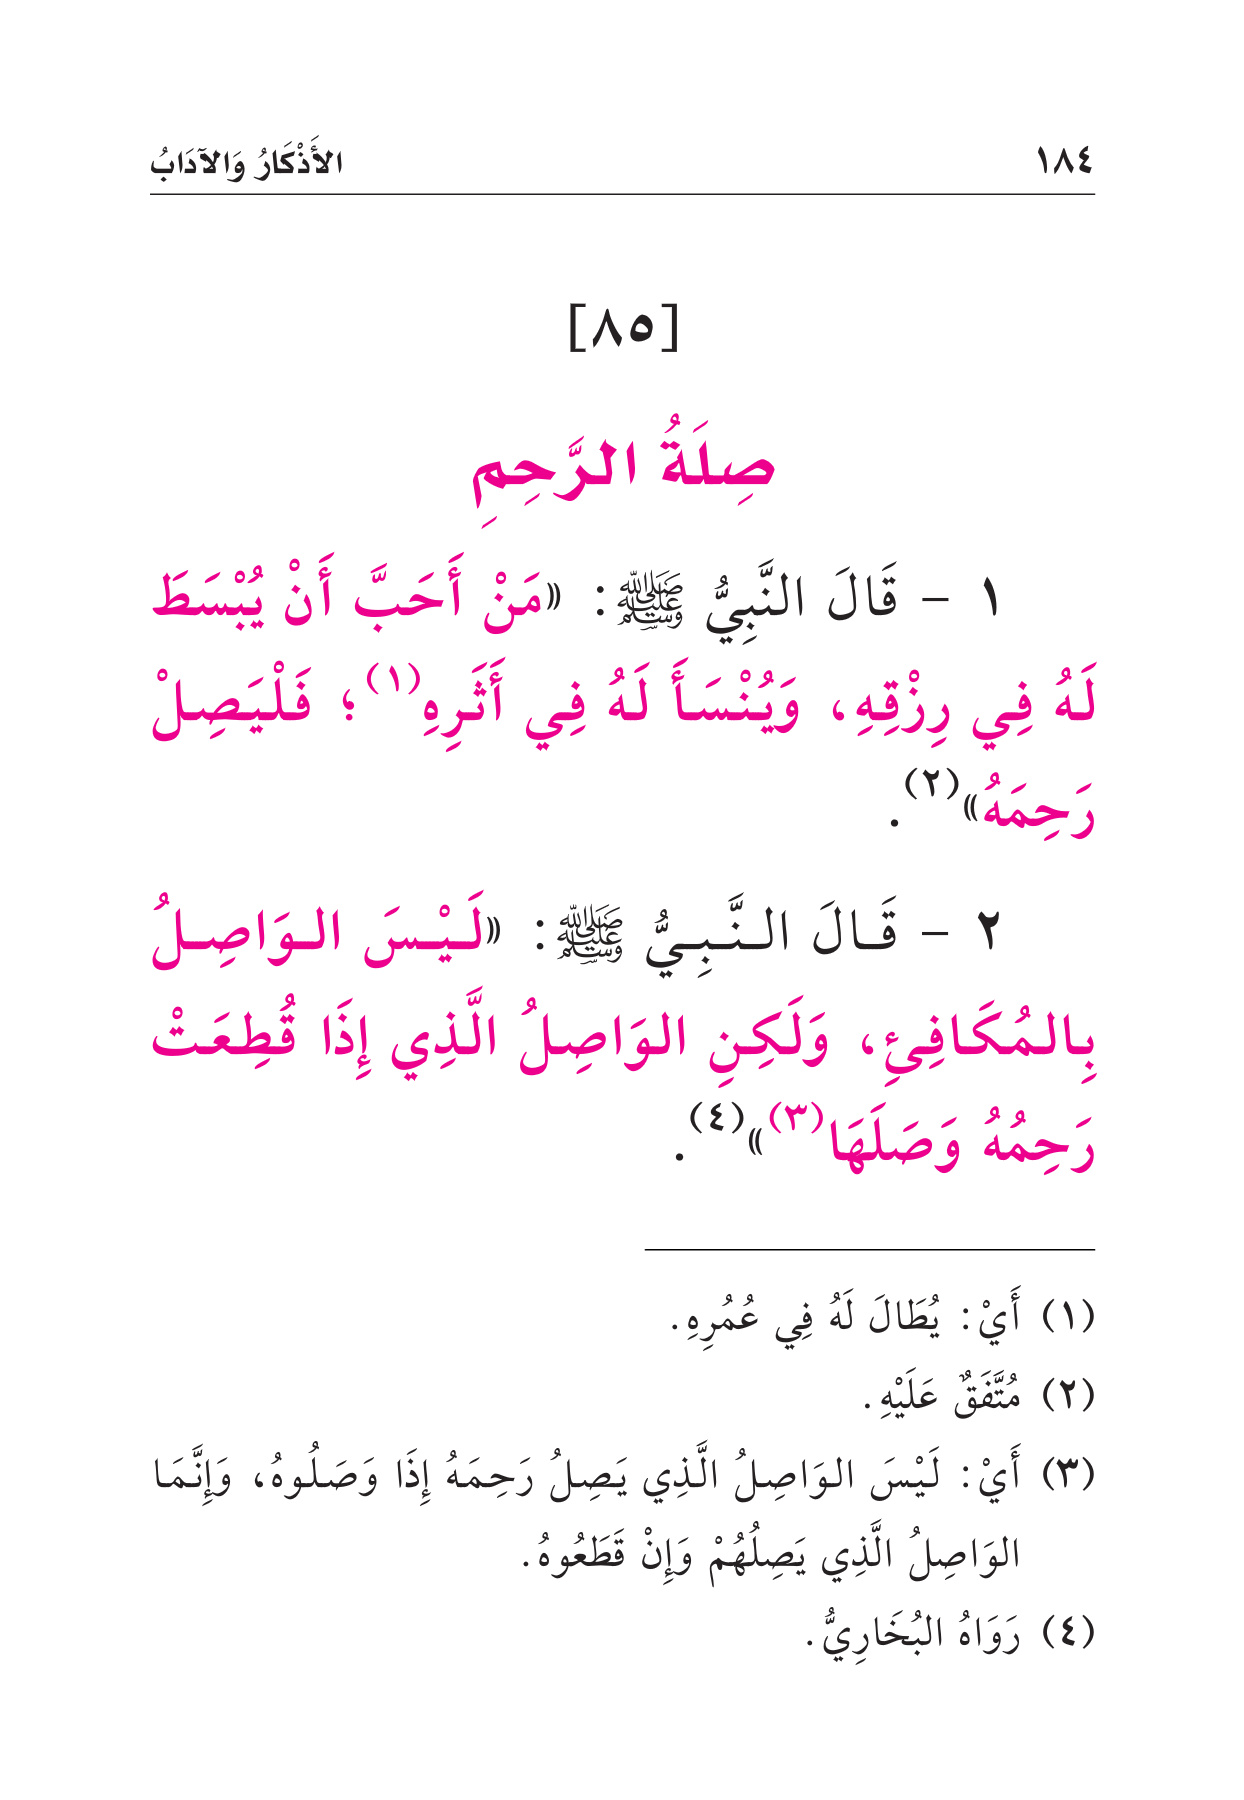 ١٨٤ الأَذْكَارُ وَالآدَابُ
[٨٥]
صِلَةُ الرَّحِمِ
١ - قَالَ النَّبِيُّ ﷺ: «مَنْ أَحَبَّ أَنْ يُبْسَطَ
لَهُ فِي رِزْقِهِ، وَيُنْسَأَ لَهُ فِي أَثَرِهِ(١)؛ فَلْيَصِلْ
رَحِمَهُ»(٢).
٢ - قَالَ النَّبِيُّ ﷺ: «لَيْسَ الوَاصِلُ
بِالمُكَافِئِ، وَلَكِنِ الوَاصِلُ الَّذِي إِذَا قُطِعَتْ
رَحِمُهُ وَصَلَهَا(٣)»(٤).
(١) أَيْ: يُطَالَ لَهُ فِي عُمُرِهِ.
(٢) مُتَّفَقٌ عَلَيْهِ.
(٣) أَيْ: لَيْسَ الوَاصِلُ الَّذِي يَصِلُ رَحِمَهُ إِذَا وَصَلُوهُ، وَإِنَّمَا
الوَاصِلُ الَّذِي يَصِلُهُمْ وَإِنْ قَطَعُوهُ.
(٤) رَوَاهُ البُخَارِيُّ.